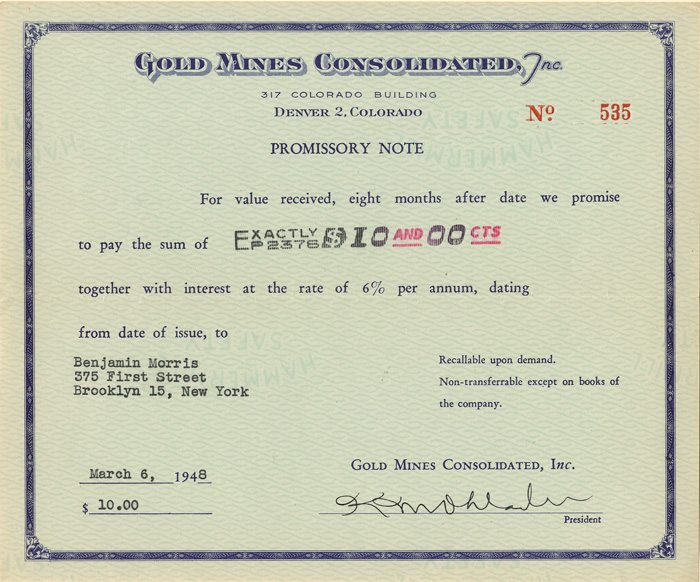 GOLD MINES CONSOLIDATED, Inc.
317 COLORADO BUILDING
DENVER 2, COLORADO
No 535
PROMISSORY NOTE
For value received, eight months after date we promise
to pay the sum of EXACTLY EP2376 $10 AND 00 CTS
together with interest at the rate of 6% per annum, dating
from date of issue, to
Benjamin Morris
375 First Street
Brooklyn 15, New York
Recallable upon demand.
Non-transferrable except on books of
the company.
March 6, 1948
$ 10.00
GOLD MINES CONSOLIDATED, Inc.
President
HAMMERMILL
SAFETY